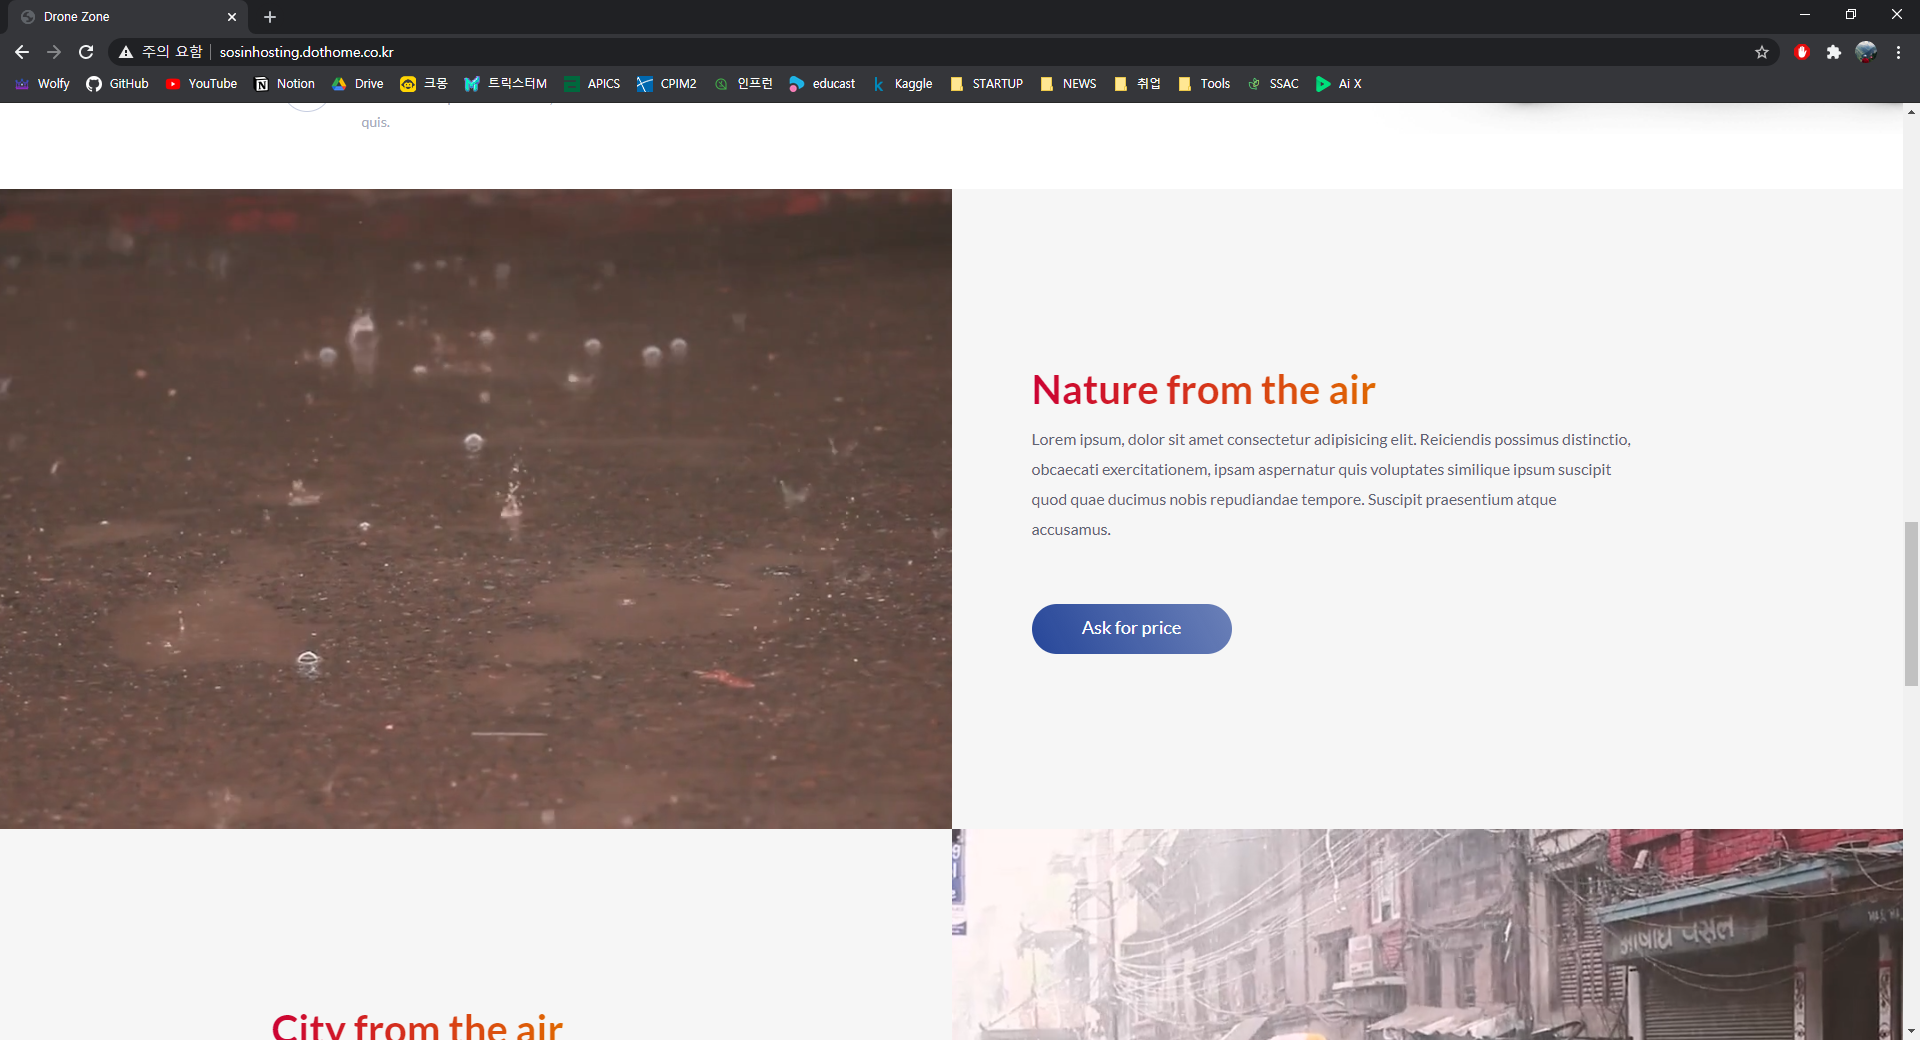 Drone Zone
주의 요함 sosinhosting.dothome.co.kr
Wolfy GitHub YouTube Notion Drive 크몽 트릭스터M APICS CPIM2 인프런 educast Kaggle STARTUP NEWS 취업 Tools SSAC Ai X
quis.
Nature from the air
Lorem ipsum, dolor sit amet consectetur adipisicing elit. Reiciendis possimus distinctio,
obcaecati exercitationem, ipsam aspernatur quis voluptates similique ipsum suscipit
quod quae ducimus nobis repudiandae tempore. Suscipit praesentium atque
accusamus.
Ask for price
City from the air